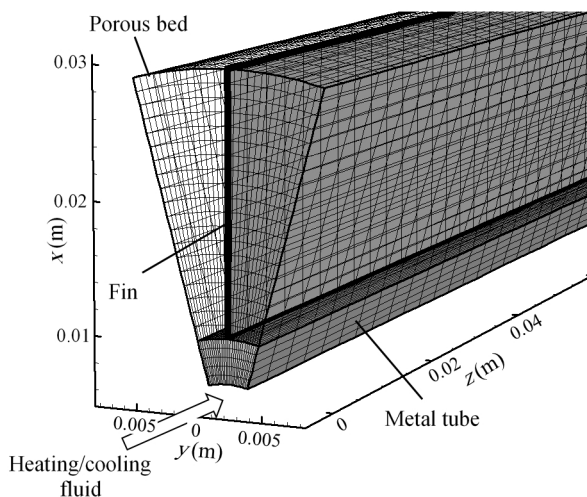 Porous bed
0.03
0.02
x(m)
Fin
0.01
0.04
0.02
z(m)
0
Metal tube
0.005
0
0.005
y(m)
Heating/cooling
fluid